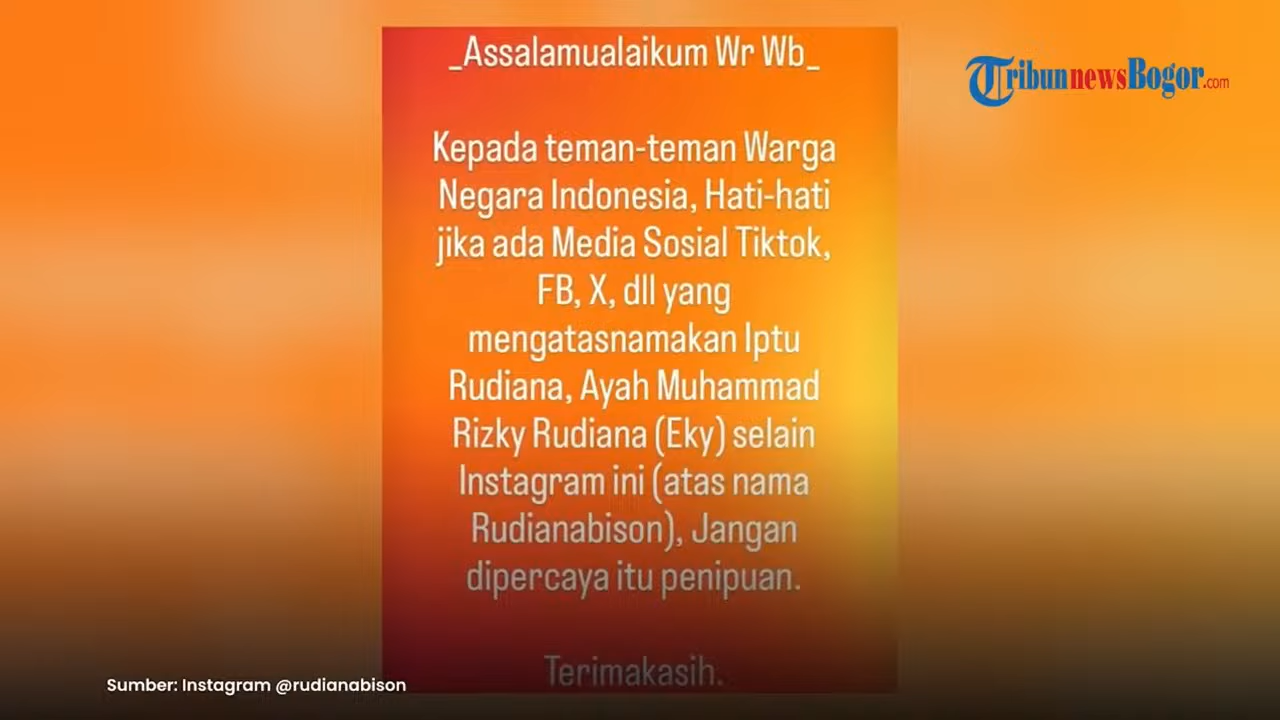 _Assalamualaikum Wr Wb_
TribunnewsBogor.com
Kepada teman-teman Warga
Negara Indonesia, Hati-hati
jika ada Media Sosial Tiktok,
FB, X, dll yang
mengatasnamakan Iptu
Rudiana, Ayah Muhammad
Rizky Rudiana (Eky) selain
Instagram ini (atas nama
Rudianabison), Jangan
dipercaya itu penipuan.
Terimakasih.
Sumber: Instagram @rudianabison